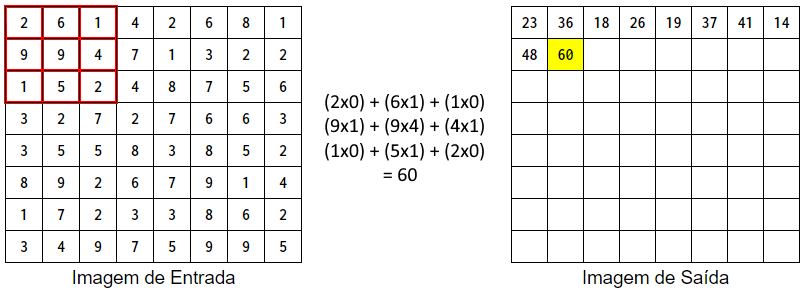 2 6 1 4 2 6 8 1
9 9 4 7 1 3 2 2
1 5 2 4 8 7 5 6
3 2 7 2 7 6 6 3
3 5 5 8 3 8 5 2
8 9 2 6 7 9 1 4
1 7 2 3 3 8 6 2
3 4 9 7 5 9 9 5
Imagem de Entrada
(2x0) + (6x1) + (1x0)
(9x1) + (9x4) + (4x1)
(1x0) + (5x1) + (2x0)
= 60
23 36 18 26 19 37 41 14
48 60
Imagem de Saída